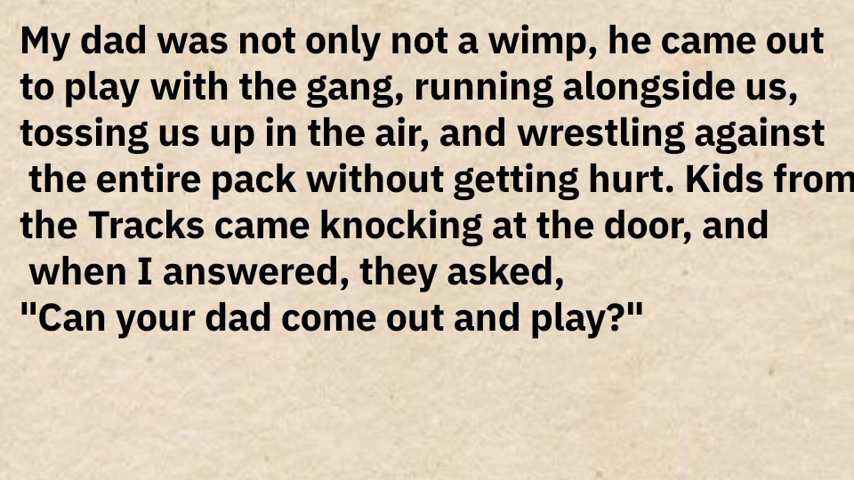 My dad was not only not a wimp, he came out
to play with the gang, running alongside us,
tossing us up in the air, and wrestling against
the entire pack without getting hurt. Kids from
the Tracks came knocking at the door, and
when I answered, they asked,
"Can your dad come out and play?"